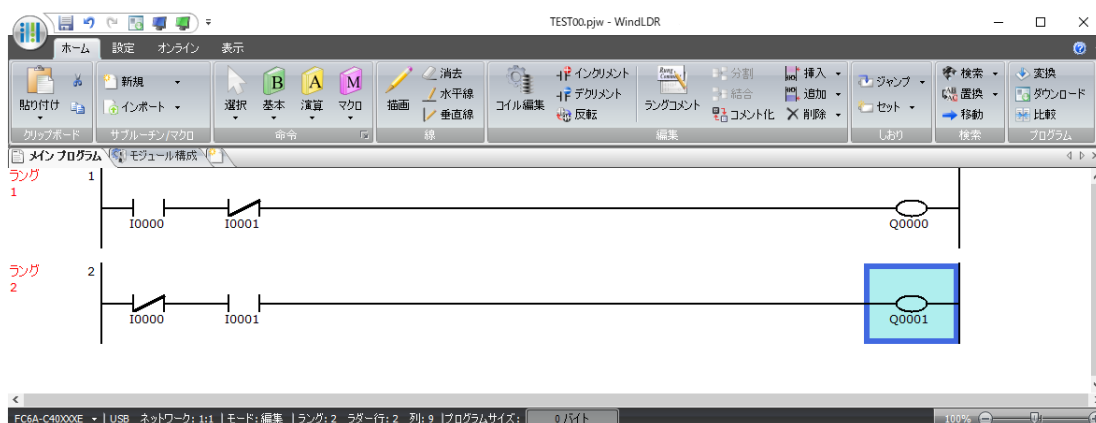 TEST00.pjw - WindLDR
ホーム 設定 オンライン 表示
貼り付け
クリップボード
新規
インポート
サブルーチン/マクロ
選択 基本 演算 マクロ
B A M
命令
描画
消去
水平線
垂直線
線
コイル編集
インクリメント
デクリメント
反転
Rung Comment
ラングコメント
分割
結合
コメント化
挿入
追加
削除
編集
ジャンプ
セット
しおり
検索
置換
移動
検索
変換
ダウンロード
比較
プログラム
メイン プログラム モジュール構成
ラング 1
1
I0000 I0001 Q0000
ラング 2
2
I0000 I0001 Q0001
FC6A-C40XXXE USB ネットワーク: 1:1 モード: 編集 ラング: 2 ラダー行: 2 列: 9 プログラムサイズ: 0 バイト 100%